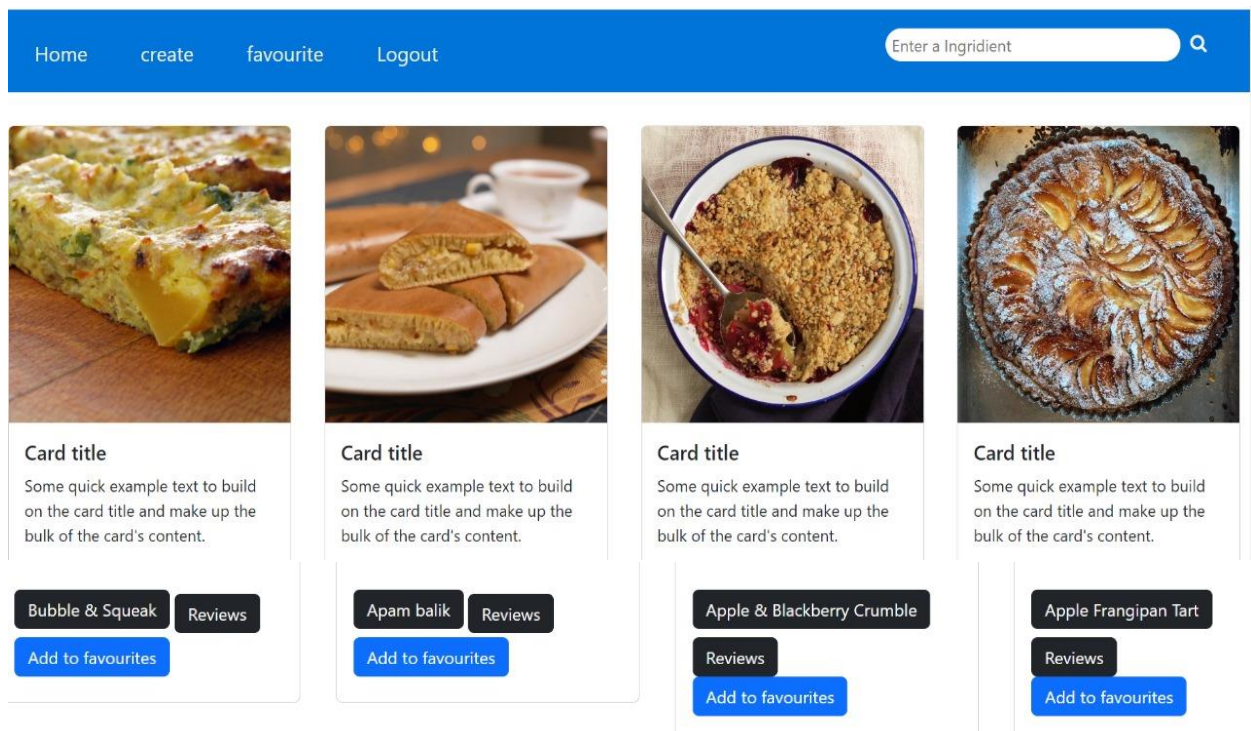 Home create favourite Logout Enter a Ingridient
Card title
Some quick example text to build
on the card title and make up the
bulk of the card's content.
Bubble & Squeak Reviews
Add to favourites
Card title
Some quick example text to build
on the card title and make up the
bulk of the card's content.
Apam balik Reviews
Add to favourites
Card title
Some quick example text to build
on the card title and make up the
bulk of the card's content.
Apple & Blackberry Crumble
Reviews
Add to favourites
Card title
Some quick example text to build
on the card title and make up the
bulk of the card's content.
Apple Frangipan Tart
Reviews
Add to favourites